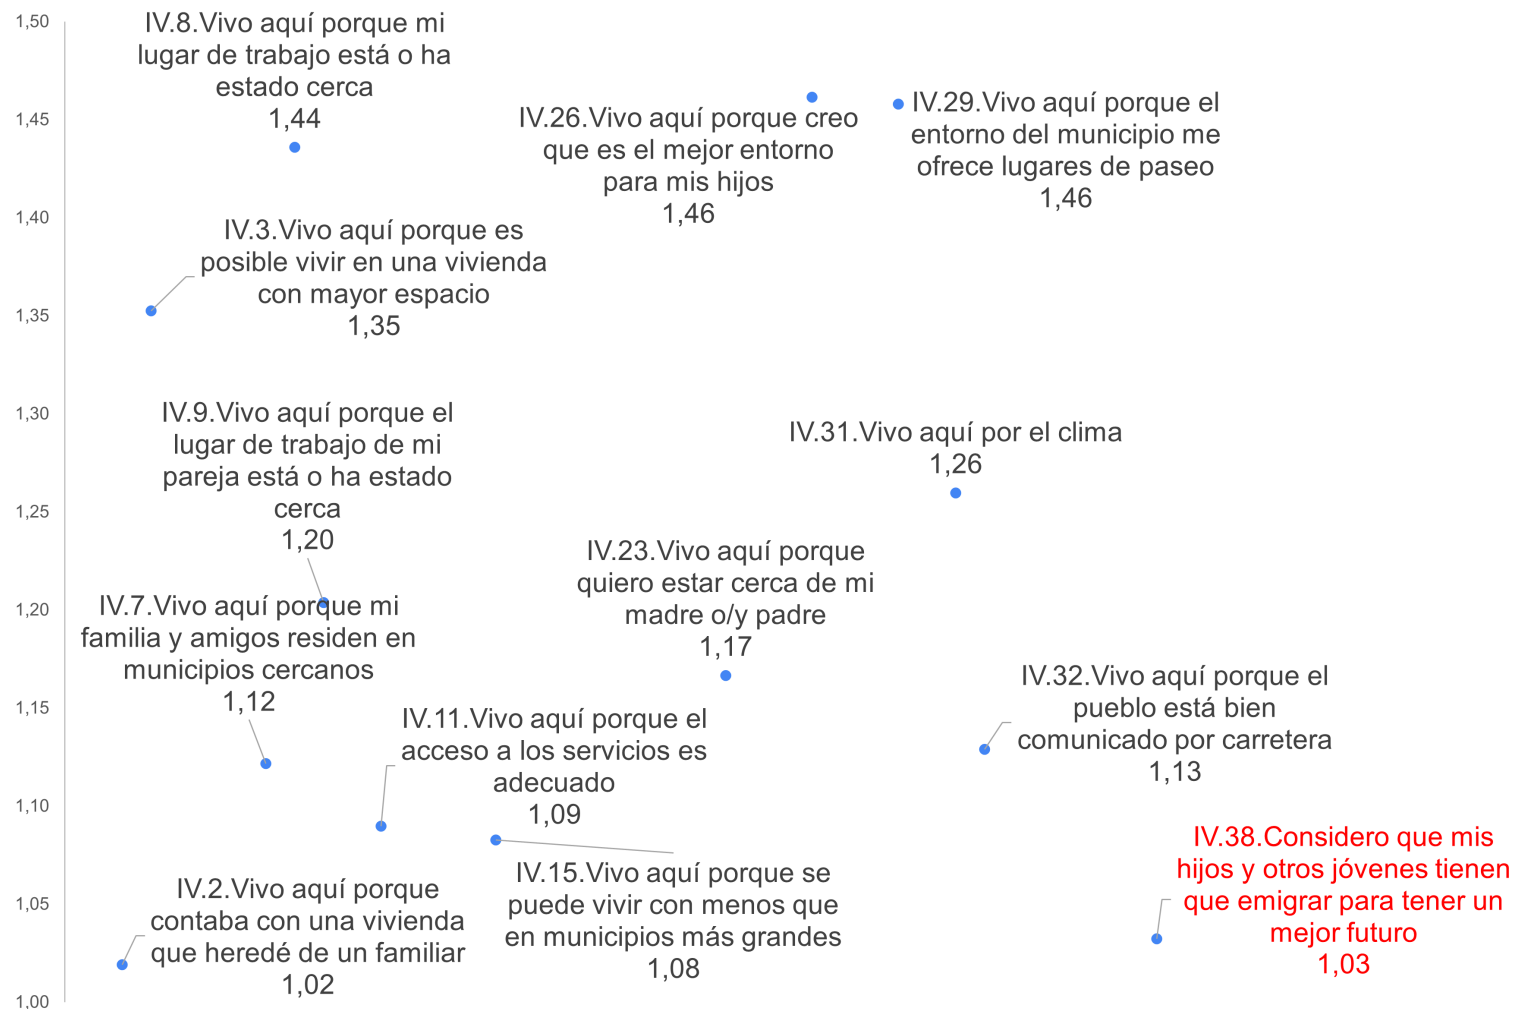 1,50
1,45
1,40
1,35
1,30
1,25
1,20
1,15
1,10
1,05
1,00
IV.8.Vivo aquí porque mi
lugar de trabajo está o ha
estado cerca
1,44
IV.26.Vivo aquí porque creo
que es el mejor entorno
para mis hijos
1,46
IV.29.Vivo aquí porque el
entorno del municipio me
ofrece lugares de paseo
1,46
IV.3.Vivo aquí porque es
posible vivir en una vivienda
con mayor espacio
1,35
IV.9.Vivo aquí porque el
lugar de trabajo de mi
pareja está o ha estado
cerca
1,20
IV.31.Vivo aquí por el clima
1,26
IV.23.Vivo aquí porque
quiero estar cerca de mi
madre o/y padre
1,17
IV.7.Vivo aquí porque mi
familia y amigos residen en
municipios cercanos
1,12
IV.32.Vivo aquí porque el
pueblo está bien
comunicado por carretera
1,13
IV.11.Vivo aquí porque el
acceso a los servicios es
adecuado
1,09
IV.38.Considero que mis
hijos y otros jóvenes tienen
que emigrar para tener un
mejor futuro
1,03
IV.15.Vivo aquí porque se
puede vivir con menos que
en municipios más grandes
1,08
IV.2.Vivo aquí porque
contaba con una vivienda
que heredé de un familiar
1,02